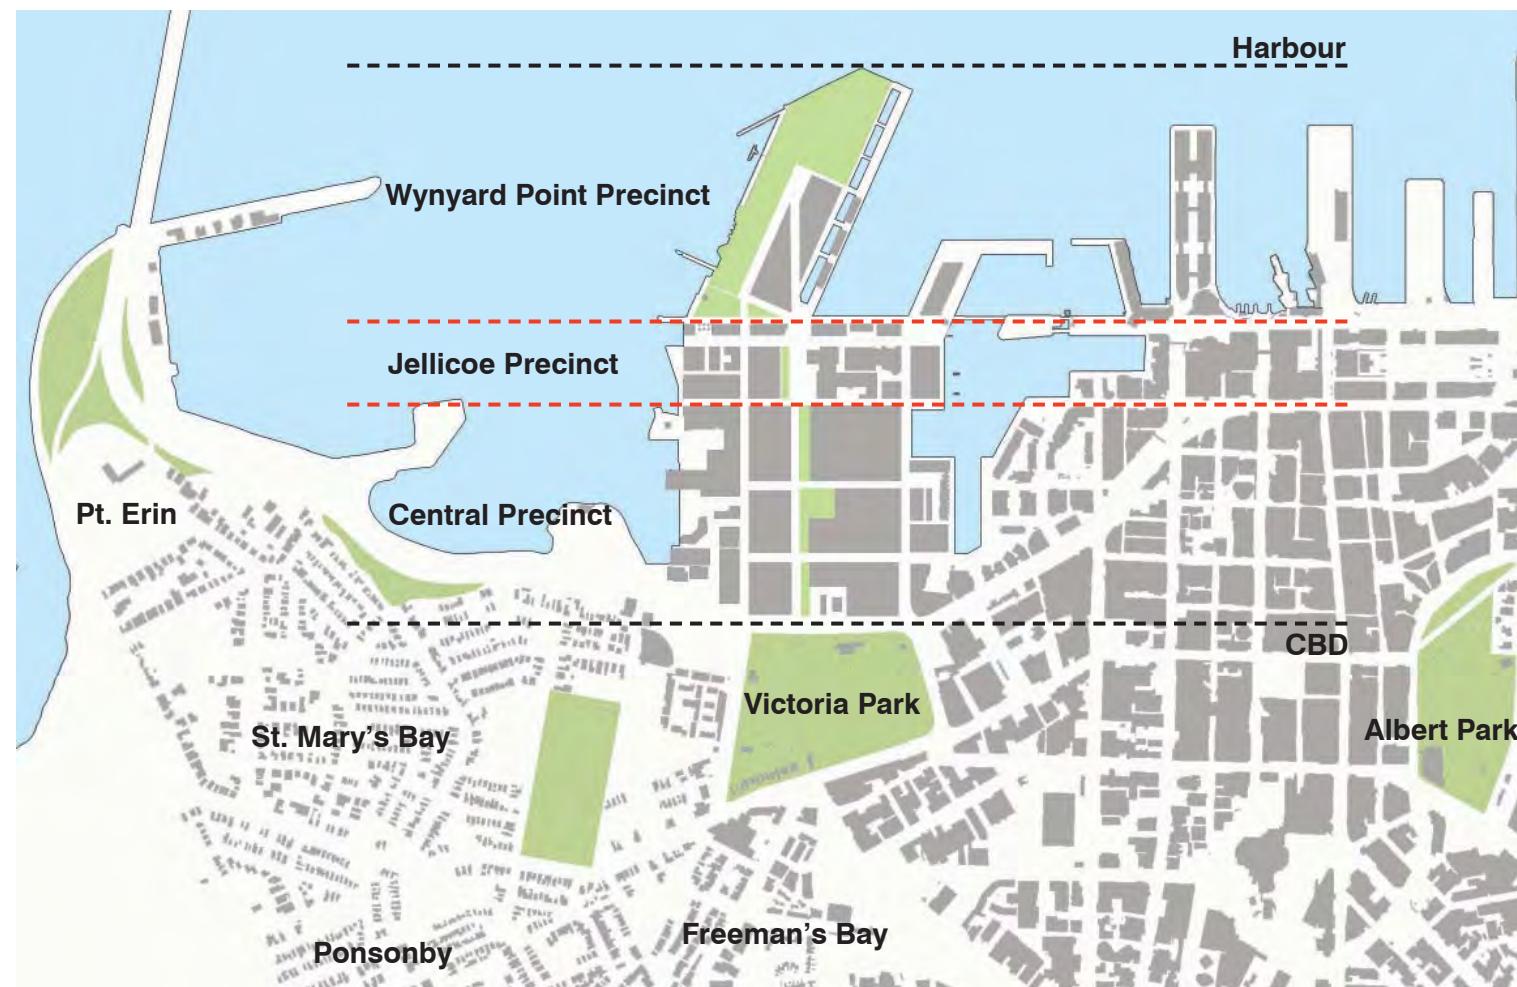 Harbour
Wynyard Point Precinct
Jellicoe Precinct
Pt. Erin
Central Precinct
CBD
Victoria Park
St. Mary's Bay
Albert Park
Freeman's Bay
Ponsonby